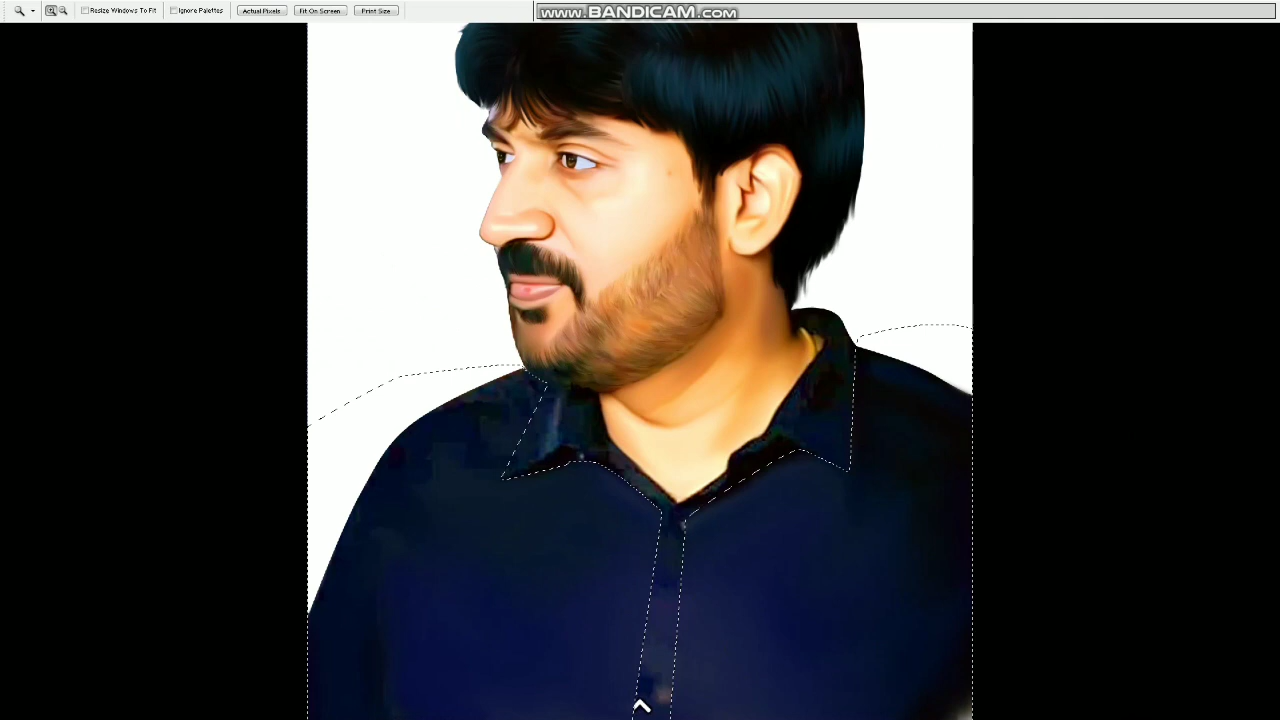 Resize Windows To Fit
Ignore Palettes
Actual Pixels
Fit On Screen
Print Size
WWW.BANDICAM.COM